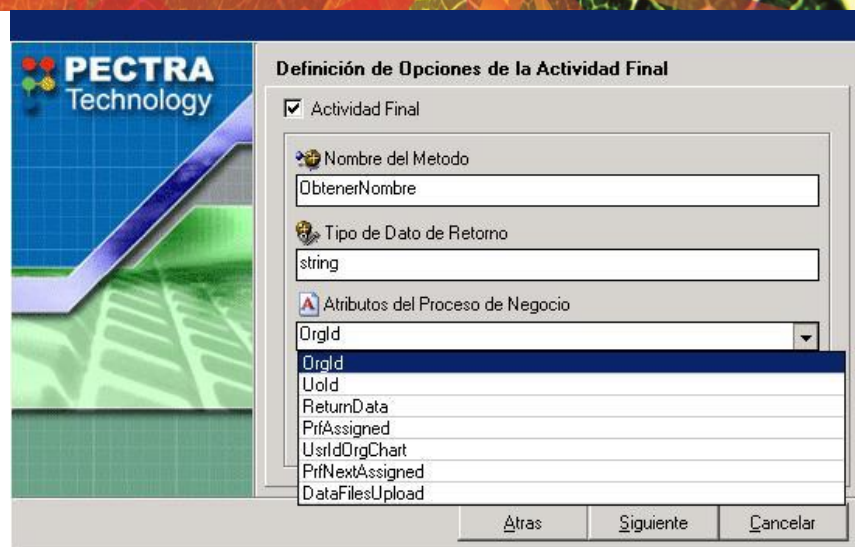 PECTRA
Technology
Definición de Opciones de la Actividad Final
Actividad Final
Nombre del Metodo
ObtenerNombre
Tipo de Dato de Retorno
string
Atributos del Proceso de Negocio
OrgId
OrgId
UoId
ReturnData
PrfAssigned
UsrIdOrgChart
PrfNextAssigned
DataFilesUpload
Atras
Siguiente
Cancelar